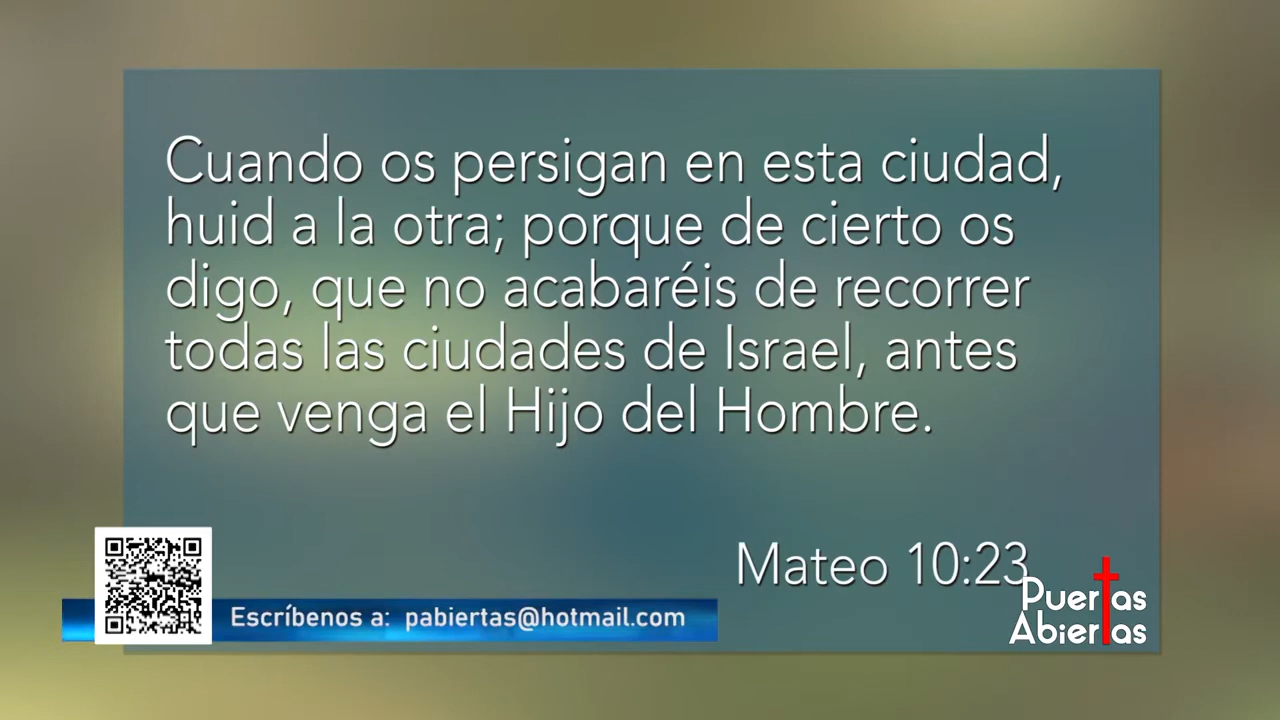 Cuando os persigan en esta ciudad,
huid a la otra; porque de cierto os
digo, que no acabaréis de recorrer
todas las ciudades de Israel, antes
que venga el Hijo del Hombre.
Mateo 10:23
Escríbenos a: pabiertas@hotmail.com
Puertas
Abiertas